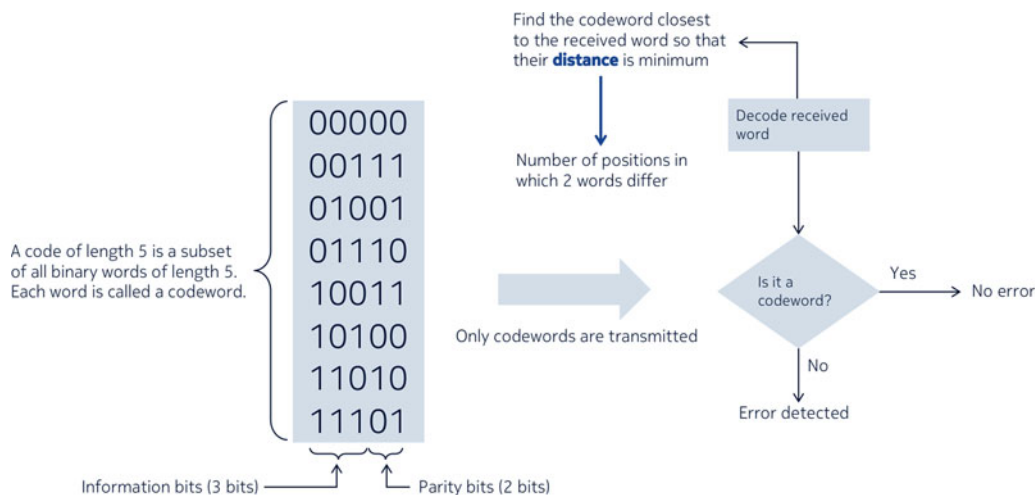 Find the codeword closest
to the received word so that
their distance is minimum
Decode received
word
Number of positions in
which 2 words differ
00000
00111
01001
01110
10011
10100
11010
11101
A code of length 5 is a subset
of all binary words of length 5.
Each word is called a codeword.
Only codewords are transmitted
Is it a
codeword?
Yes
No error
No
Error detected
Information bits (3 bits)
Parity bits (2 bits)